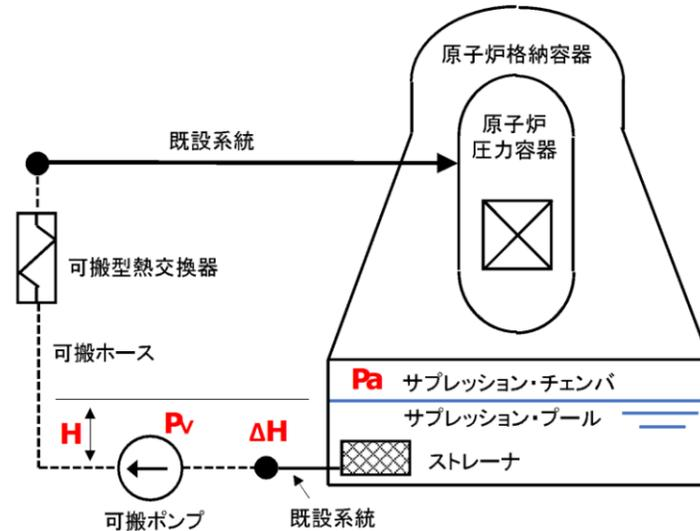 原子炉格納容器
原子炉
圧力容器
既設系統
可搬型熱交換器
可搬ホース
Pa サプレッション・チェンバ
サプレッション・プール
H
PV
ΔH
ストレーナ
可搬ポンプ
既設系統